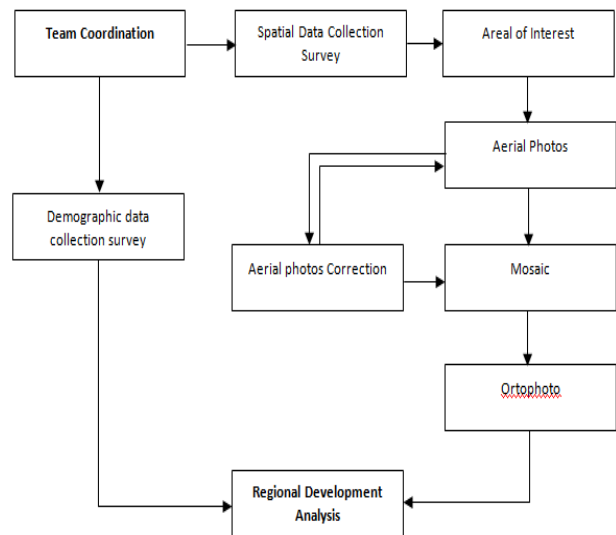 Team Coordination
Spatial Data Collection
Survey
Areal of Interest
Aerial Photos
Demographic data
collection survey
Aerial photos Correction
Mosaic
Ortophoto
Regional Development
Analysis